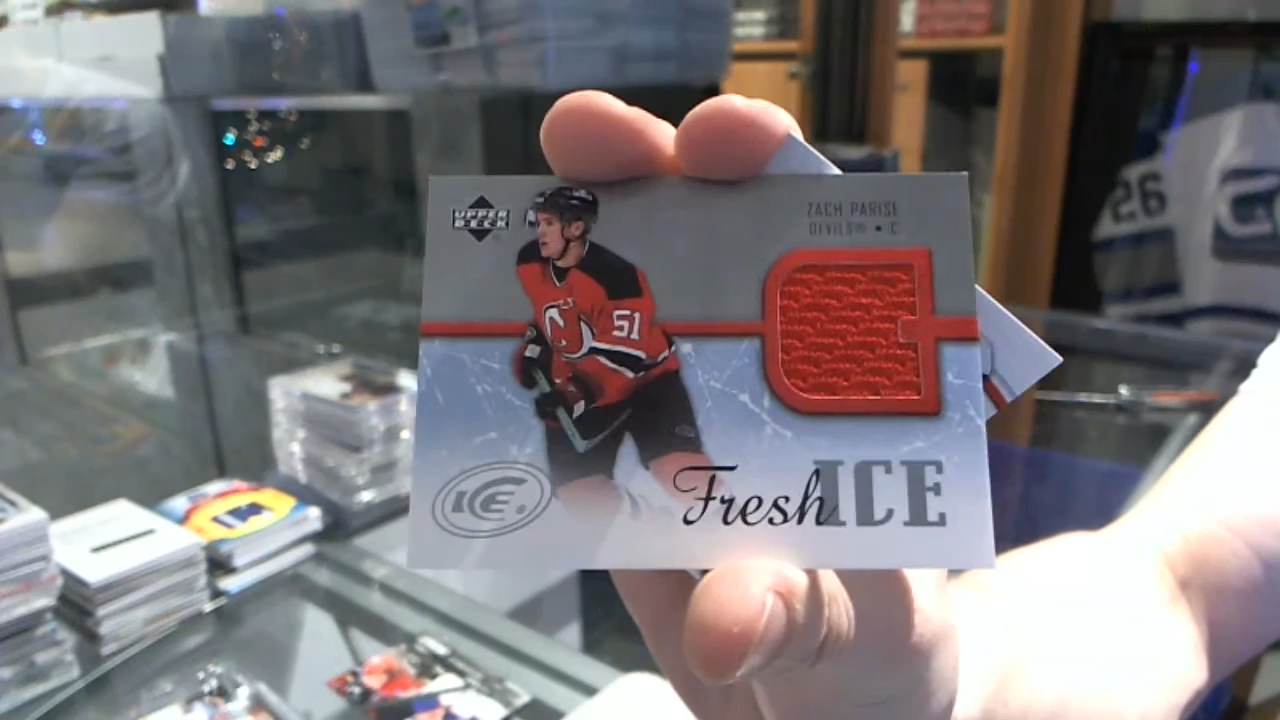 UPPER
DECK
ZACH PARISE
DEVILS® • C
51
ICE
Fresh ICE
26